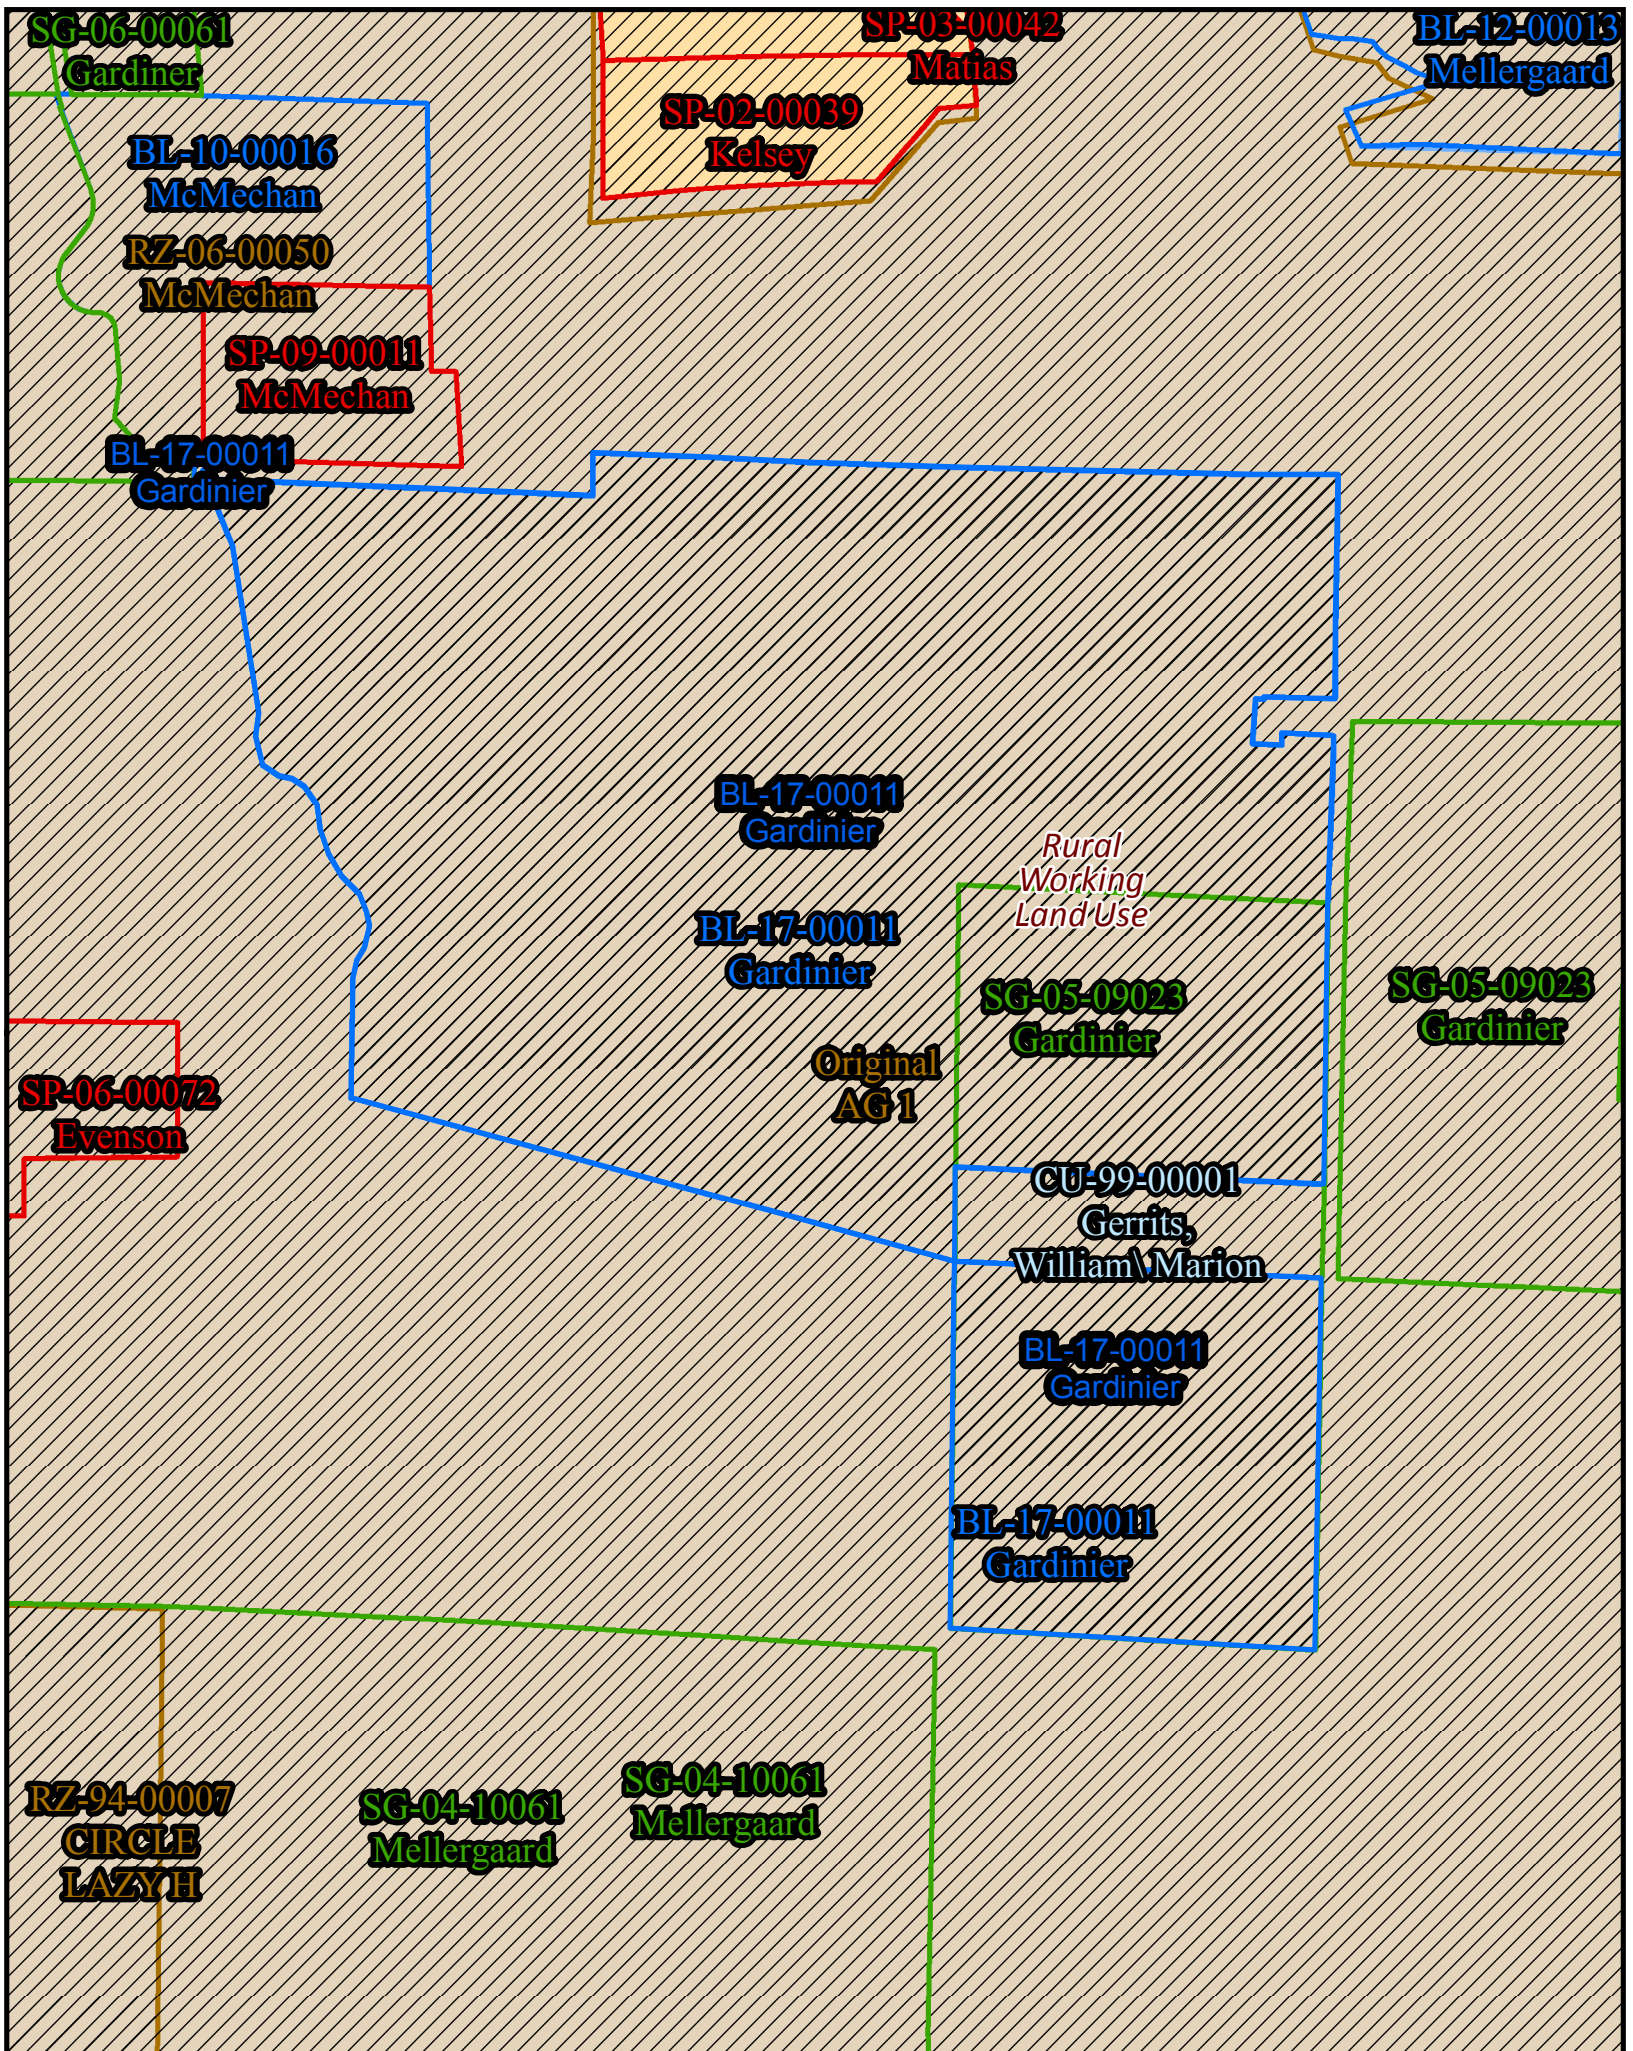 SG-06-00061
Gardiner
SP-03-00042
Matias
BL-12-00013
Mellergaard
SP-02-00039
Kelsey
BL-10-00016
McMechan
RZ-06-00050
McMechan
SP-09-00011
McMechan
BL-17-00011
Gardinier
BL-17-00011
Gardinier
Rural
Working
Land Use
BL-17-00011
Gardinier
SG-05-09023
Gardinier
SG-05-09023
Gardinier
Original
AG 1
SP-06-00072
Evenson
CU-99-00001
Gerrits,
William\ Marion
BL-17-00011
Gardinier
BL-17-00011
Gardinier
RZ-94-00007
CIRCLE
LAZY H
SG-04-10061
Mellergaard
SG-04-10061
Mellergaard